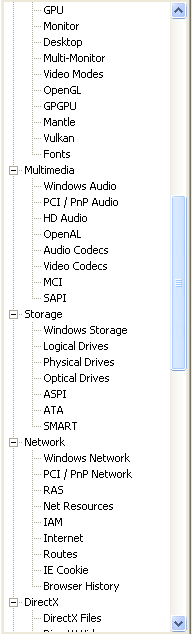 GPU
Monitor
Desktop
Multi-Monitor
Video Modes
OpenGL
GPGPU
Mantle
Vulkan
Fonts
Multimedia
Windows Audio
PCI / PnP Audio
HD Audio
OpenAL
Audio Codecs
Video Codecs
MCI
SAPI
Storage
Windows Storage
Logical Drives
Physical Drives
Optical Drives
ASPI
ATA
SMART
Network
Windows Network
PCI / PnP Network
RAS
Net Resources
IAM
Internet
Routes
IE Cookie
Browser History
DirectX
DirectX Files